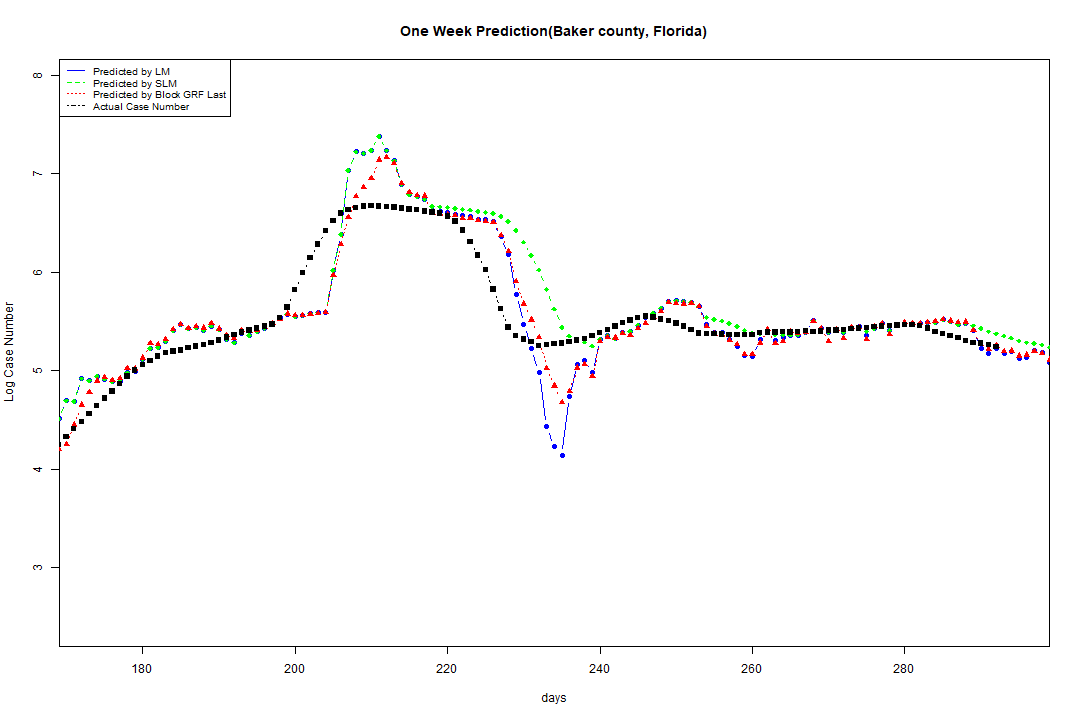 One Week Prediction(Baker county, Florida)
Predicted by LM
Predicted by SLM
Predicted by Block GRF Last
Actual Case Number
8
7
6
5
4
3
Log Case Number
180 200 220 240 260 280
days